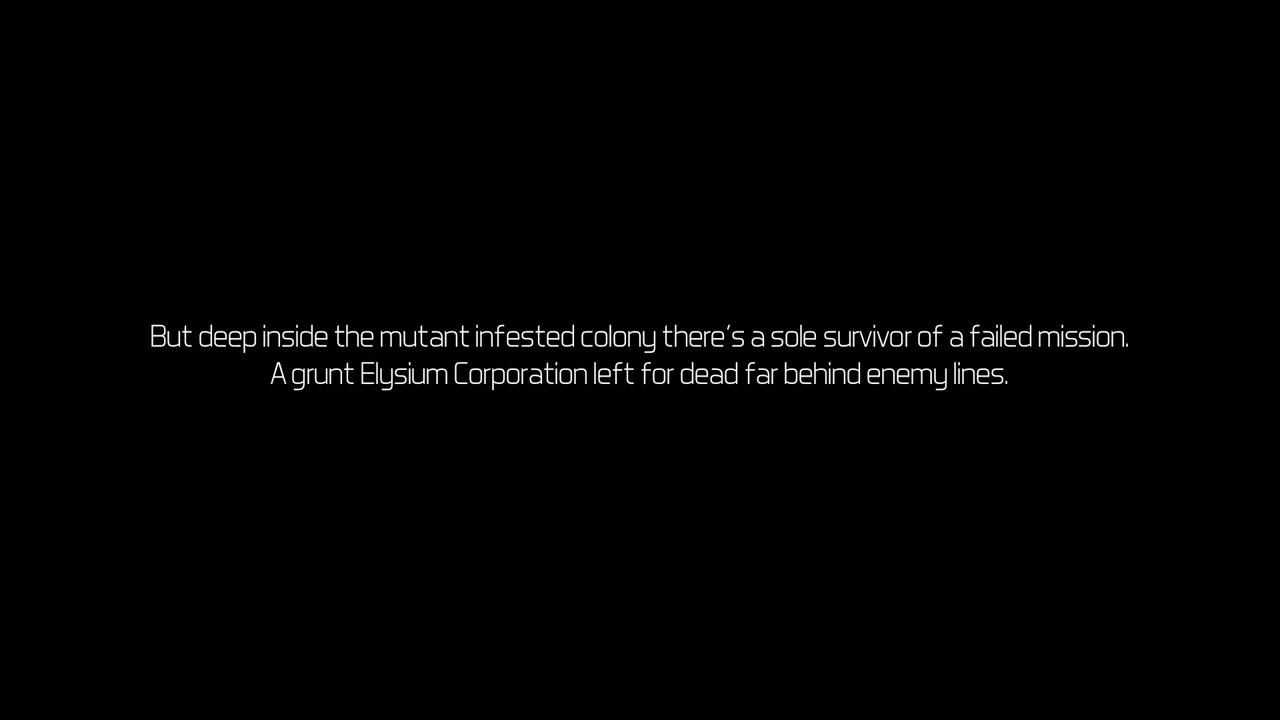 But deep inside the mutant infested colony there's a sole survivor of a failed mission.
A grunt Elysium Corporation left for dead far behind enemy lines.